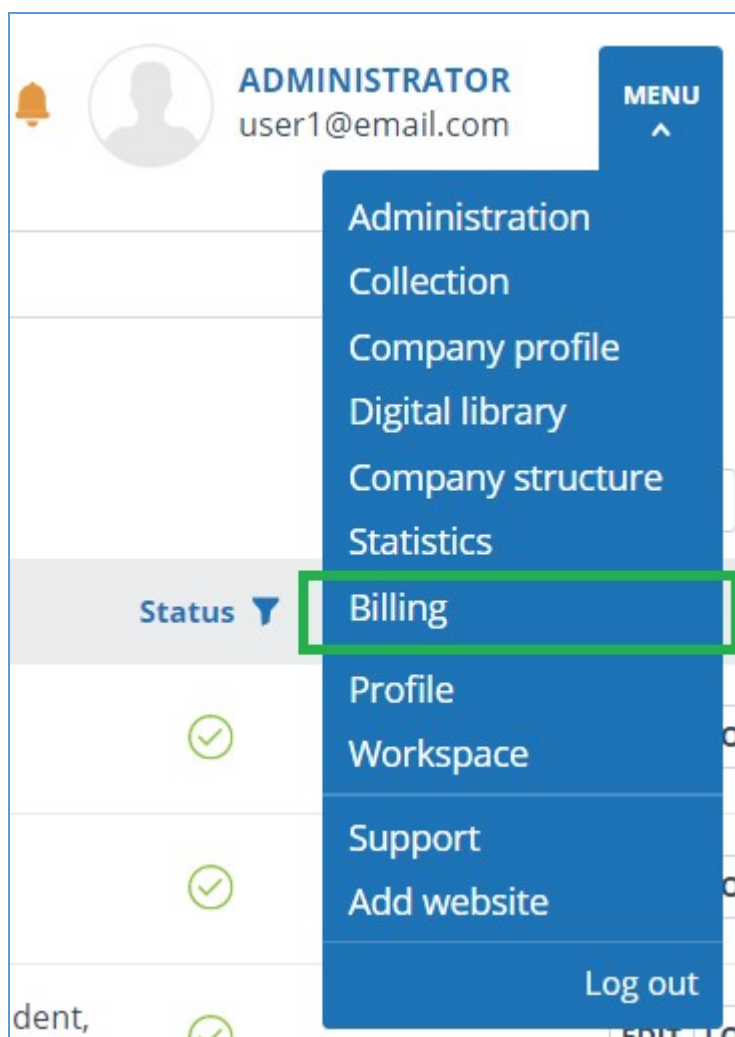 ADMINISTRATOR
user1@email.com
MENU
Administration
Collection
Company profile
Digital library
Company structure
Statistics
Status
Billing
Profile
Workspace
Support
Add website
Log out
dent,
EDIT